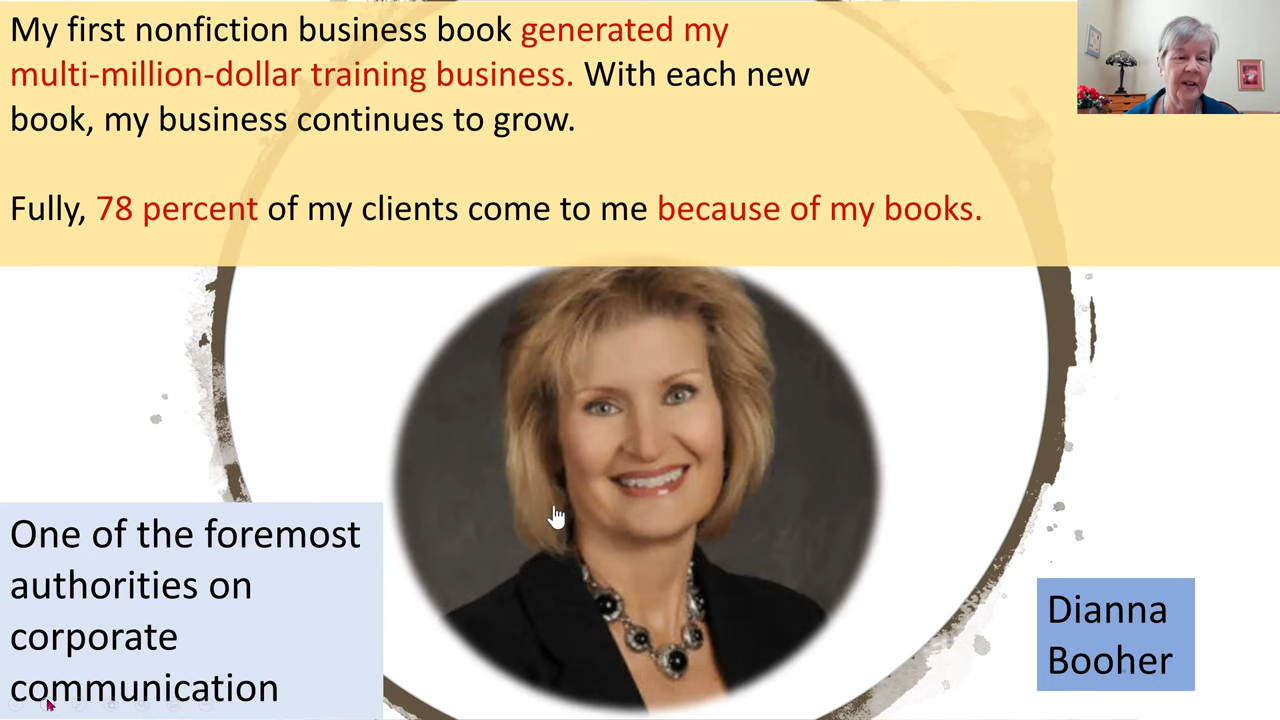 My first nonfiction business book generated my
multi-million-dollar training business. With each new
book, my business continues to grow.
Fully, 78 percent of my clients come to me because of my books.
One of the foremost
authorities on
corporate
communication
Dianna
Booher